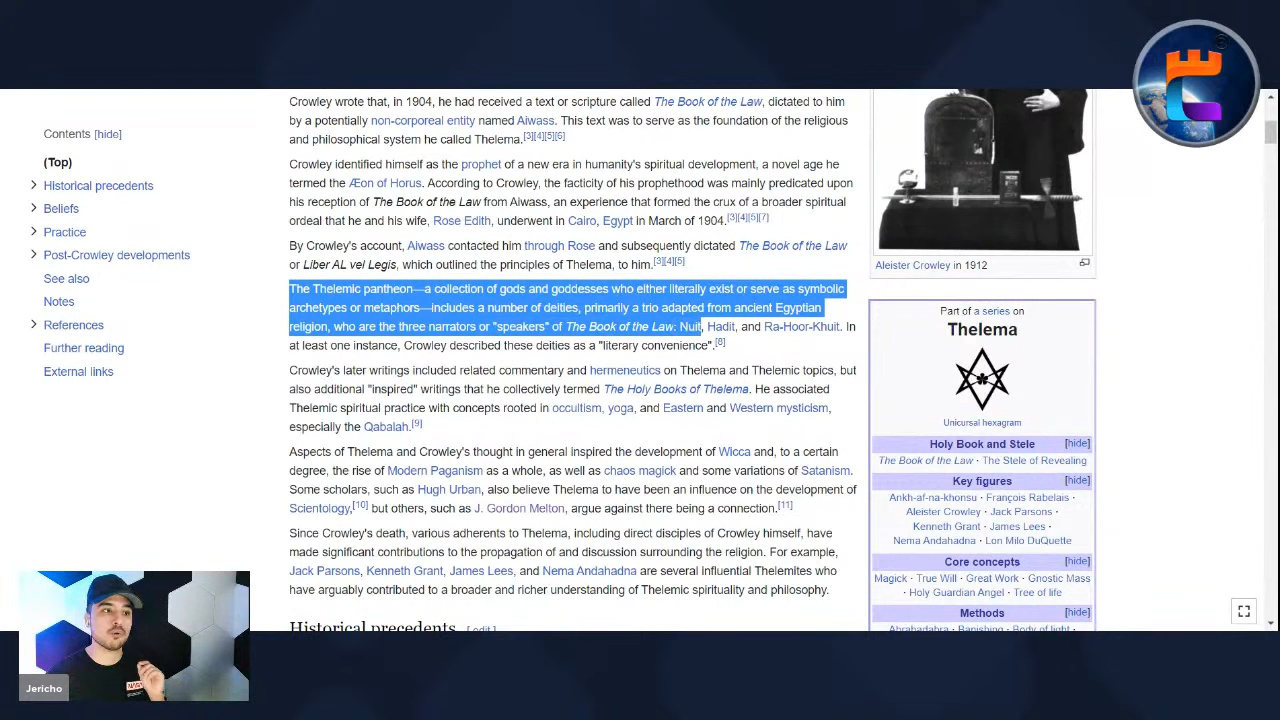 Contents [hide]
(Top)
Historical precedents
Beliefs
Practice
Post-Crowley developments
See also
Notes
References
Further reading
External links
Crowley wrote that, in 1904, he had received a text or scripture called The Book of the Law, dictated to him
by a potentially non-corporeal entity named Aiwass. This text was to serve as the foundation of the religious
and philosophical system he called Thelema.[3][4][5][6]
Crowley identified himself as the prophet of a new era in humanity's spiritual development, a novel age he
termed the Æon of Horus. According to Crowley, the facticity of his prophethood was mainly predicated upon
his reception of The Book of the Law from Aiwass, an experience that formed the crux of a broader spiritual
ordeal that he and his wife, Rose Edith, underwent in Cairo, Egypt in March of 1904.[3][4][5][7]
By Crowley's account, Aiwass contacted him through Rose and subsequently dictated The Book of the Law
or Liber AL vel Legis, which outlined the principles of Thelema, to him.[3][4][5]
The Thelemic pantheon—a collection of gods and goddesses who either literally exist or serve as symbolic
archetypes or metaphors—includes a number of deities, primarily a trio adapted from ancient Egyptian
religion, who are the three narrators or "speakers" of The Book of the Law: Nuit, Hadit, and Ra-Hoor-Khuit. In
at least one instance, Crowley described these deities as a "literary convenience".[8]
Crowley's later writings included related commentary and hermeneutics on Thelema and Thelemic topics, but
also additional "inspired" writings that he collectively termed The Holy Books of Thelema. He associated
Thelemic spiritual practice with concepts rooted in occultism, yoga, and Eastern and Western mysticism,
especially the Qabalah.[9]
Aspects of Thelema and Crowley's thought in general inspired the development of Wicca and, to a certain
degree, the rise of Modern Paganism as a whole, as well as chaos magick and some variations of Satanism.
Some scholars, such as Hugh Urban, also believe Thelema to have been an influence on the development of
Scientology,[10] but others, such as J. Gordon Melton, argue against there being a connection.[11]
Since Crowley's death, various adherents to Thelema, including direct disciples of Crowley himself, have
made significant contributions to the propagation of and discussion surrounding the religion. For example,
Jack Parsons, Kenneth Grant, James Lees, and Nema Andahadna are several influential Thelemites who
have arguably contributed to a broader and richer understanding of Thelemic spirituality and philosophy.
Historical precedents [edit]
Aleister Crowley in 1912
Part of a series on
Thelema
Unicursal hexagram
Holy Book and Stele [hide]
The Book of the Law · The Stele of Revealing
Key figures [hide]
Ankh-af-na-khonsu · François Rabelais ·
Aleister Crowley · Jack Parsons ·
Kenneth Grant · James Lees ·
Nema Andahadna · Lon Milo DuQuette
Core concepts [hide]
Magick · True Will · Great Work · Gnostic Mass
· Holy Guardian Angel · Tree of life
Methods [hide]
Abrahadabra · Banishing · Body of light ·
Jericho